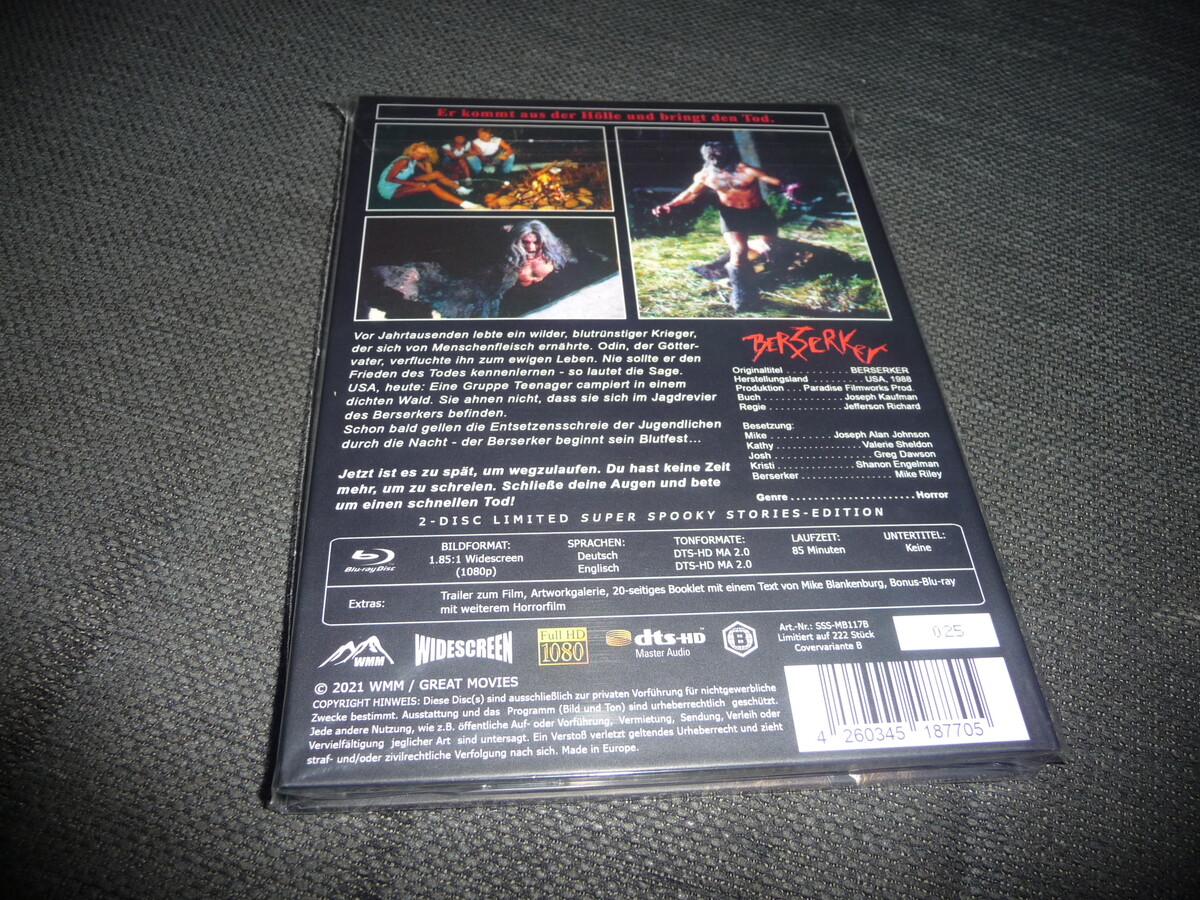 Er kommt aus der Hölle und bringt den Tod.
Vor Jahrtausenden lebte ein wilder, blutrünstiger Krieger,
der sich von Menschenfleisch ernährte. Odin, der Götter-
vater, verfluchte ihn zum ewigen Leben. Nie sollte er den
Frieden des Todes kennenlernen - so lautet die Sage.
USA, heute: Eine Gruppe Teenager campiert in einem
dichten Wald. Sie ahnen nicht, dass sie sich im Jagdrevier
des Berserkers befinden.
Schon bald gellen die Entsetzensschreie der Jugendlichen
durch die Nacht - der Berserker beginnt sein Blutfest...
Jetzt ist es zu spät, um wegzulaufen. Du hast keine Zeit
mehr, um zu schreien. Schließe deine Augen und bete
um einen schnellen Tod!
BERSERKER
Originaltitel . . . . . . . . . . . BERSERKER
Herstellungsland . . . . . . . . . USA, 1988
Produktion . . . Paradise Filmworks Prod.
Buch . . . . . . . . . . . . . . . Joseph Kaufman
Regie . . . . . . . . . . . . . . Jefferson Richard
Besetzung:
Mike . . . . . . . . . . . . Joseph Alan Johnson
Kathy . . . . . . . . . . . . . . . Valerie Sheldon
Josh . . . . . . . . . . . . . . . . . Greg Dawson
Kristi . . . . . . . . . . . . . . Shanon Engelman
Berserker . . . . . . . . . . . . . . . . Mike Riley
Genre . . . . . . . . . . . . . . . . . . . . . Horror
2-DISC LIMITED SUPER SPOOKY STORIES-EDITION
Blu-ray Disc
BILDFORMAT:
1.85:1 Widescreen
(1080p)
SPRACHEN:
Deutsch
Englisch
TONFORMATE:
DTS-HD MA 2.0
DTS-HD MA 2.0
LAUFZEIT:
85 Minuten
UNTERTITEL:
Keine
Extras:
Trailer zum Film, Artworkgalerie, 20-seitiges Booklet mit einem Text von Mike Blankenburg, Bonus-Blu-ray
mit weiterem Horrorfilm
WMM
WIDESCREEN
Full HD
1080
dts-HD
Master Audio
B
Art.-Nr.: SSS-MB117B
Limitiert auf 222 Stück
Covervariante B
025
© 2021 WMM / GREAT MOVIES
COPYRIGHT HINWEIS: Diese Disc(s) sind ausschließlich zur privaten Vorführung für nichtgewerbliche
Zwecke bestimmt. Ausstattung und das Programm (Bild und Ton) sind urheberrechtlich geschützt.
Jede andere Nutzung, wie z.B. öffentliche Auf- oder Vorführung, Vermietung, Sendung, Verleih oder
Vervielfältigung jeglicher Art sind untersagt. Ein Verstoß verletzt geltendes Urheberrecht und zieht
straf- und/oder zivilrechtliche Verfolgung nach sich. Made in Europe.
4 260345 187705